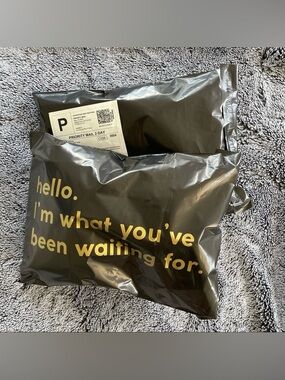 P
PRIORITY MAIL 2-DAY
hello.
I'm what you've
been waiting for.